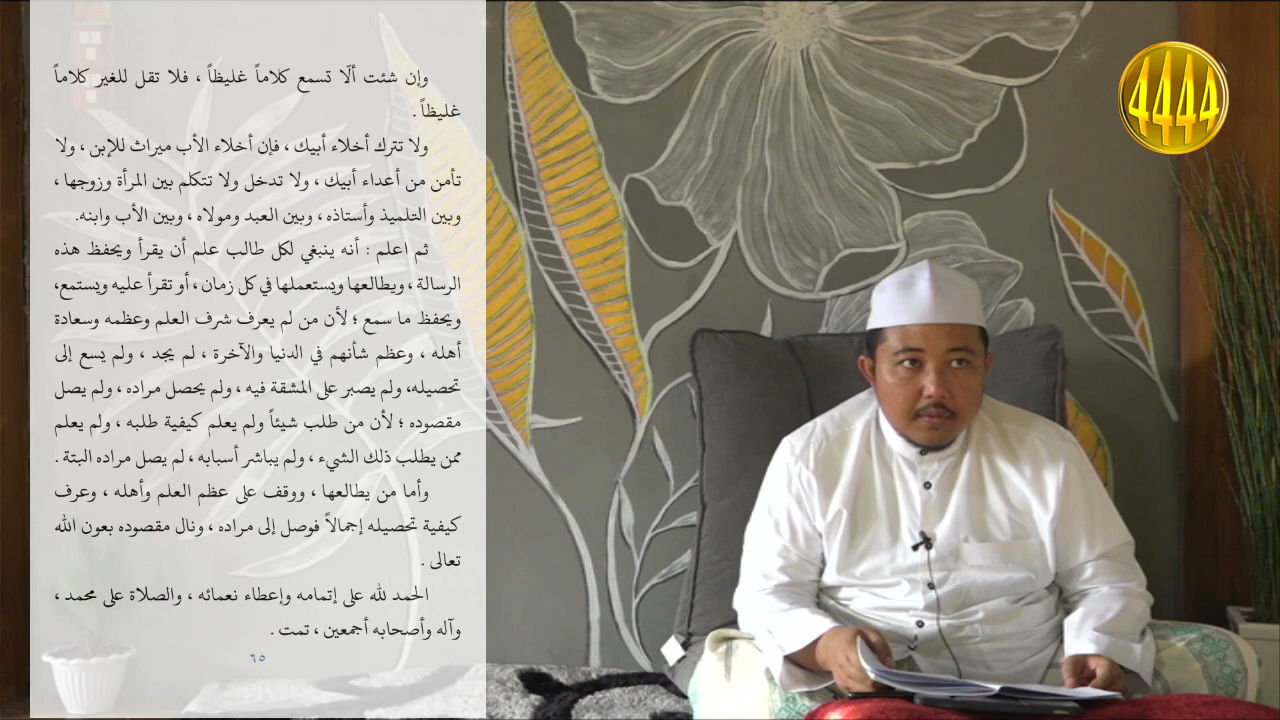 وإن شئت ألّا تسمع كلاماً غليظاً ، فلا تقل للغير كلاماً
غليظاً .
ولا تترك أخلاء أبيك ، فإن أخلاء الأب ميراث للإبن ، ولا
تأمن من أعداء أبيك ، ولا تدخل ولا تتكلم بين المرأة وزوجها ،
وبين التلميذ وأستاذه ، وبين العبد ومولاه ، وبين الأب وابنه.
ثم اعلم : أنه ينبغي لكل طالب علم أن يقرأ ويحفظ هذه
الرسالة ، ويطالعها ويستعملها في كل زمان ، أو تقرأ عليه ويستمع،
ويحفظ ما سمع ؛ لأن من لم يعرف شرف العلم وعظمه وسعادة
أهله ، وعظم شأنهم في الدنيا والآخرة ، لم يجد ، ولم يسع إلى
تحصيله، ولم يصبر على المشقة فيه ، ولم يحصل مراده ، ولم يصل
مقصوده ؛ لأن من طلب شيئاً ولم يعلم كيفية طلبه ، ولم يعلم
ممن يطلب ذلك الشيء ، ولم يباشر أسبابه ، لم يصل مراده البتة .
وأما من يطالعها ، ووقف على عظم العلم وأهله ، وعرف
كيفية تحصيله إجمالاً فوصل إلى مراده ، ونال مقصوده بعون الله
تعالى .
الحمد لله على إتمامه وإعطاء نعمائه ، والصلاة على محمد ،
وآله وأصحابه أجمعين ، تمت .
٦٥
4444